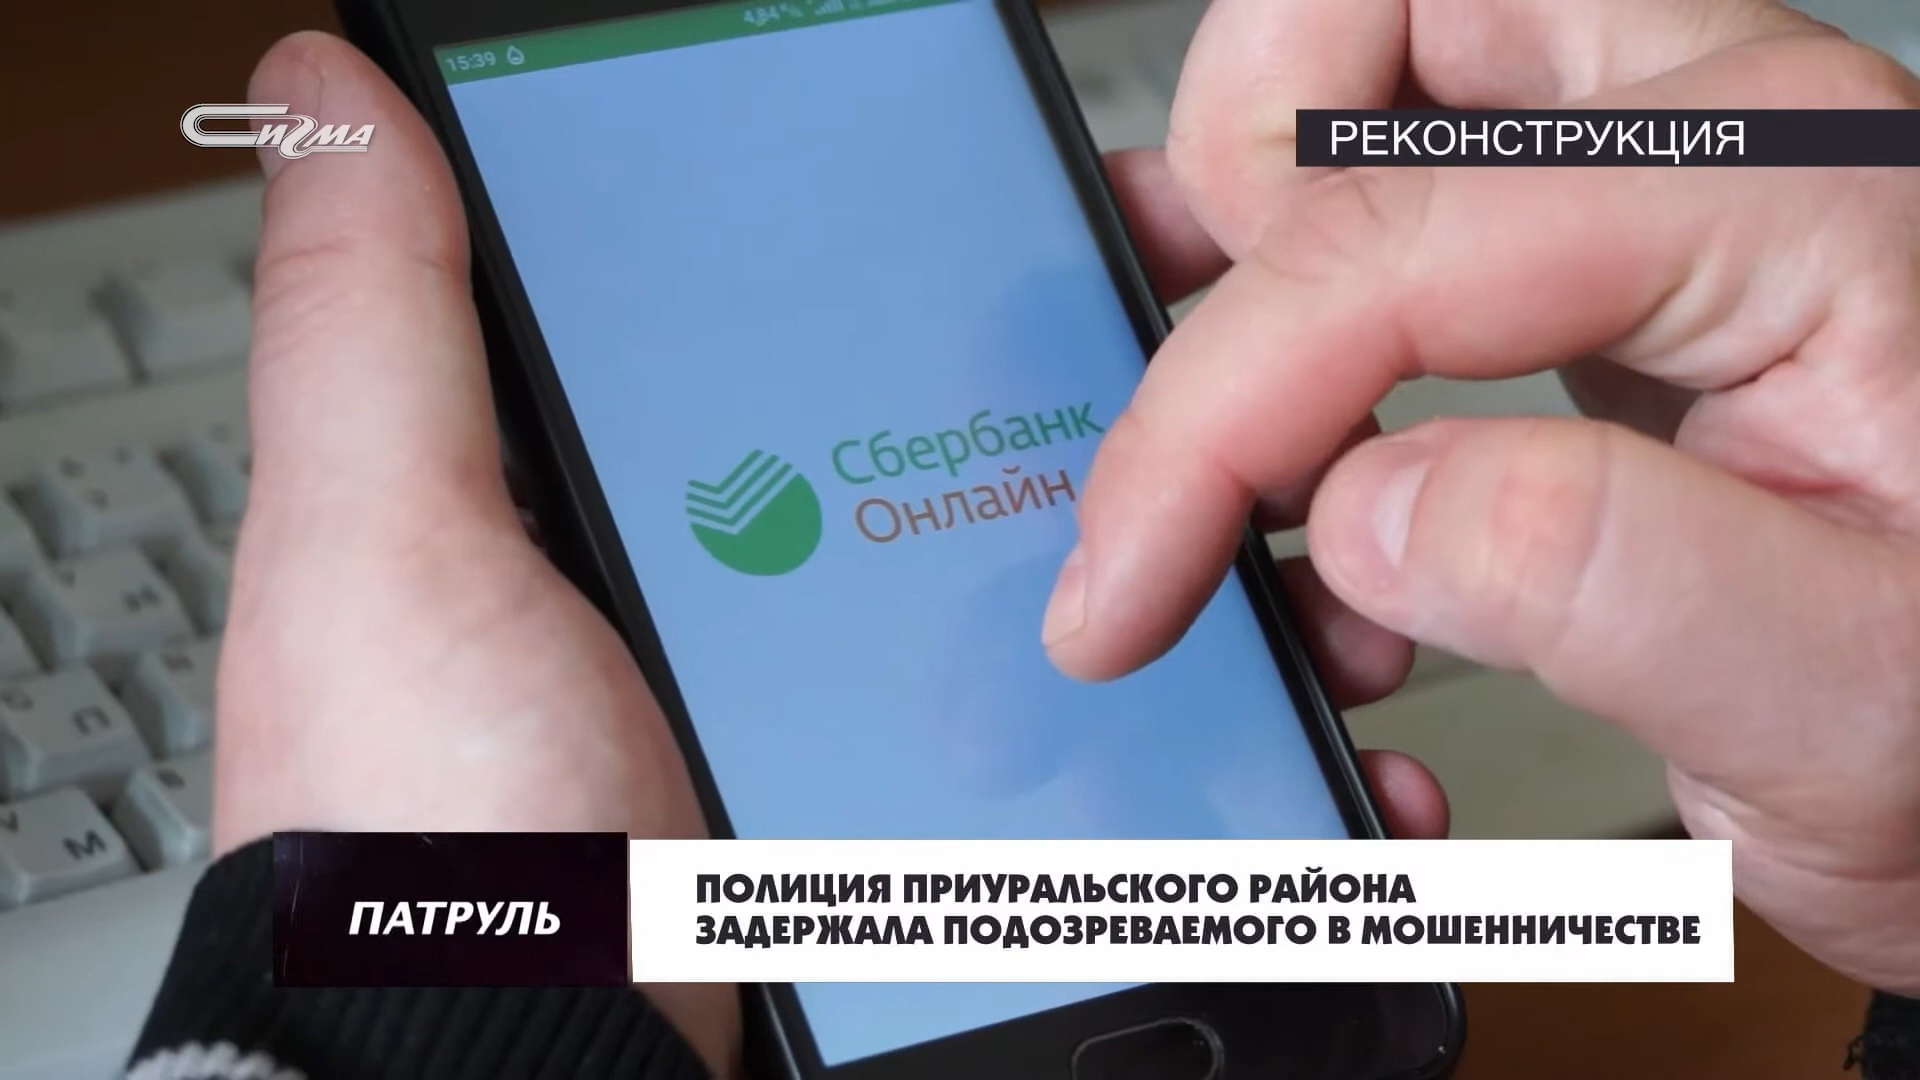 15:39
Сигма
РЕКОНСТРУКЦИЯ
Сбербанк
Онлайн
П
М
ПАТРУЛЬ
ПОЛИЦИЯ ПРИУРАЛЬСКОГО РАЙОНА
ЗАДЕРЖАЛА ПОДОЗРЕВАЕМОГО В МОШЕННИЧЕСТВЕ